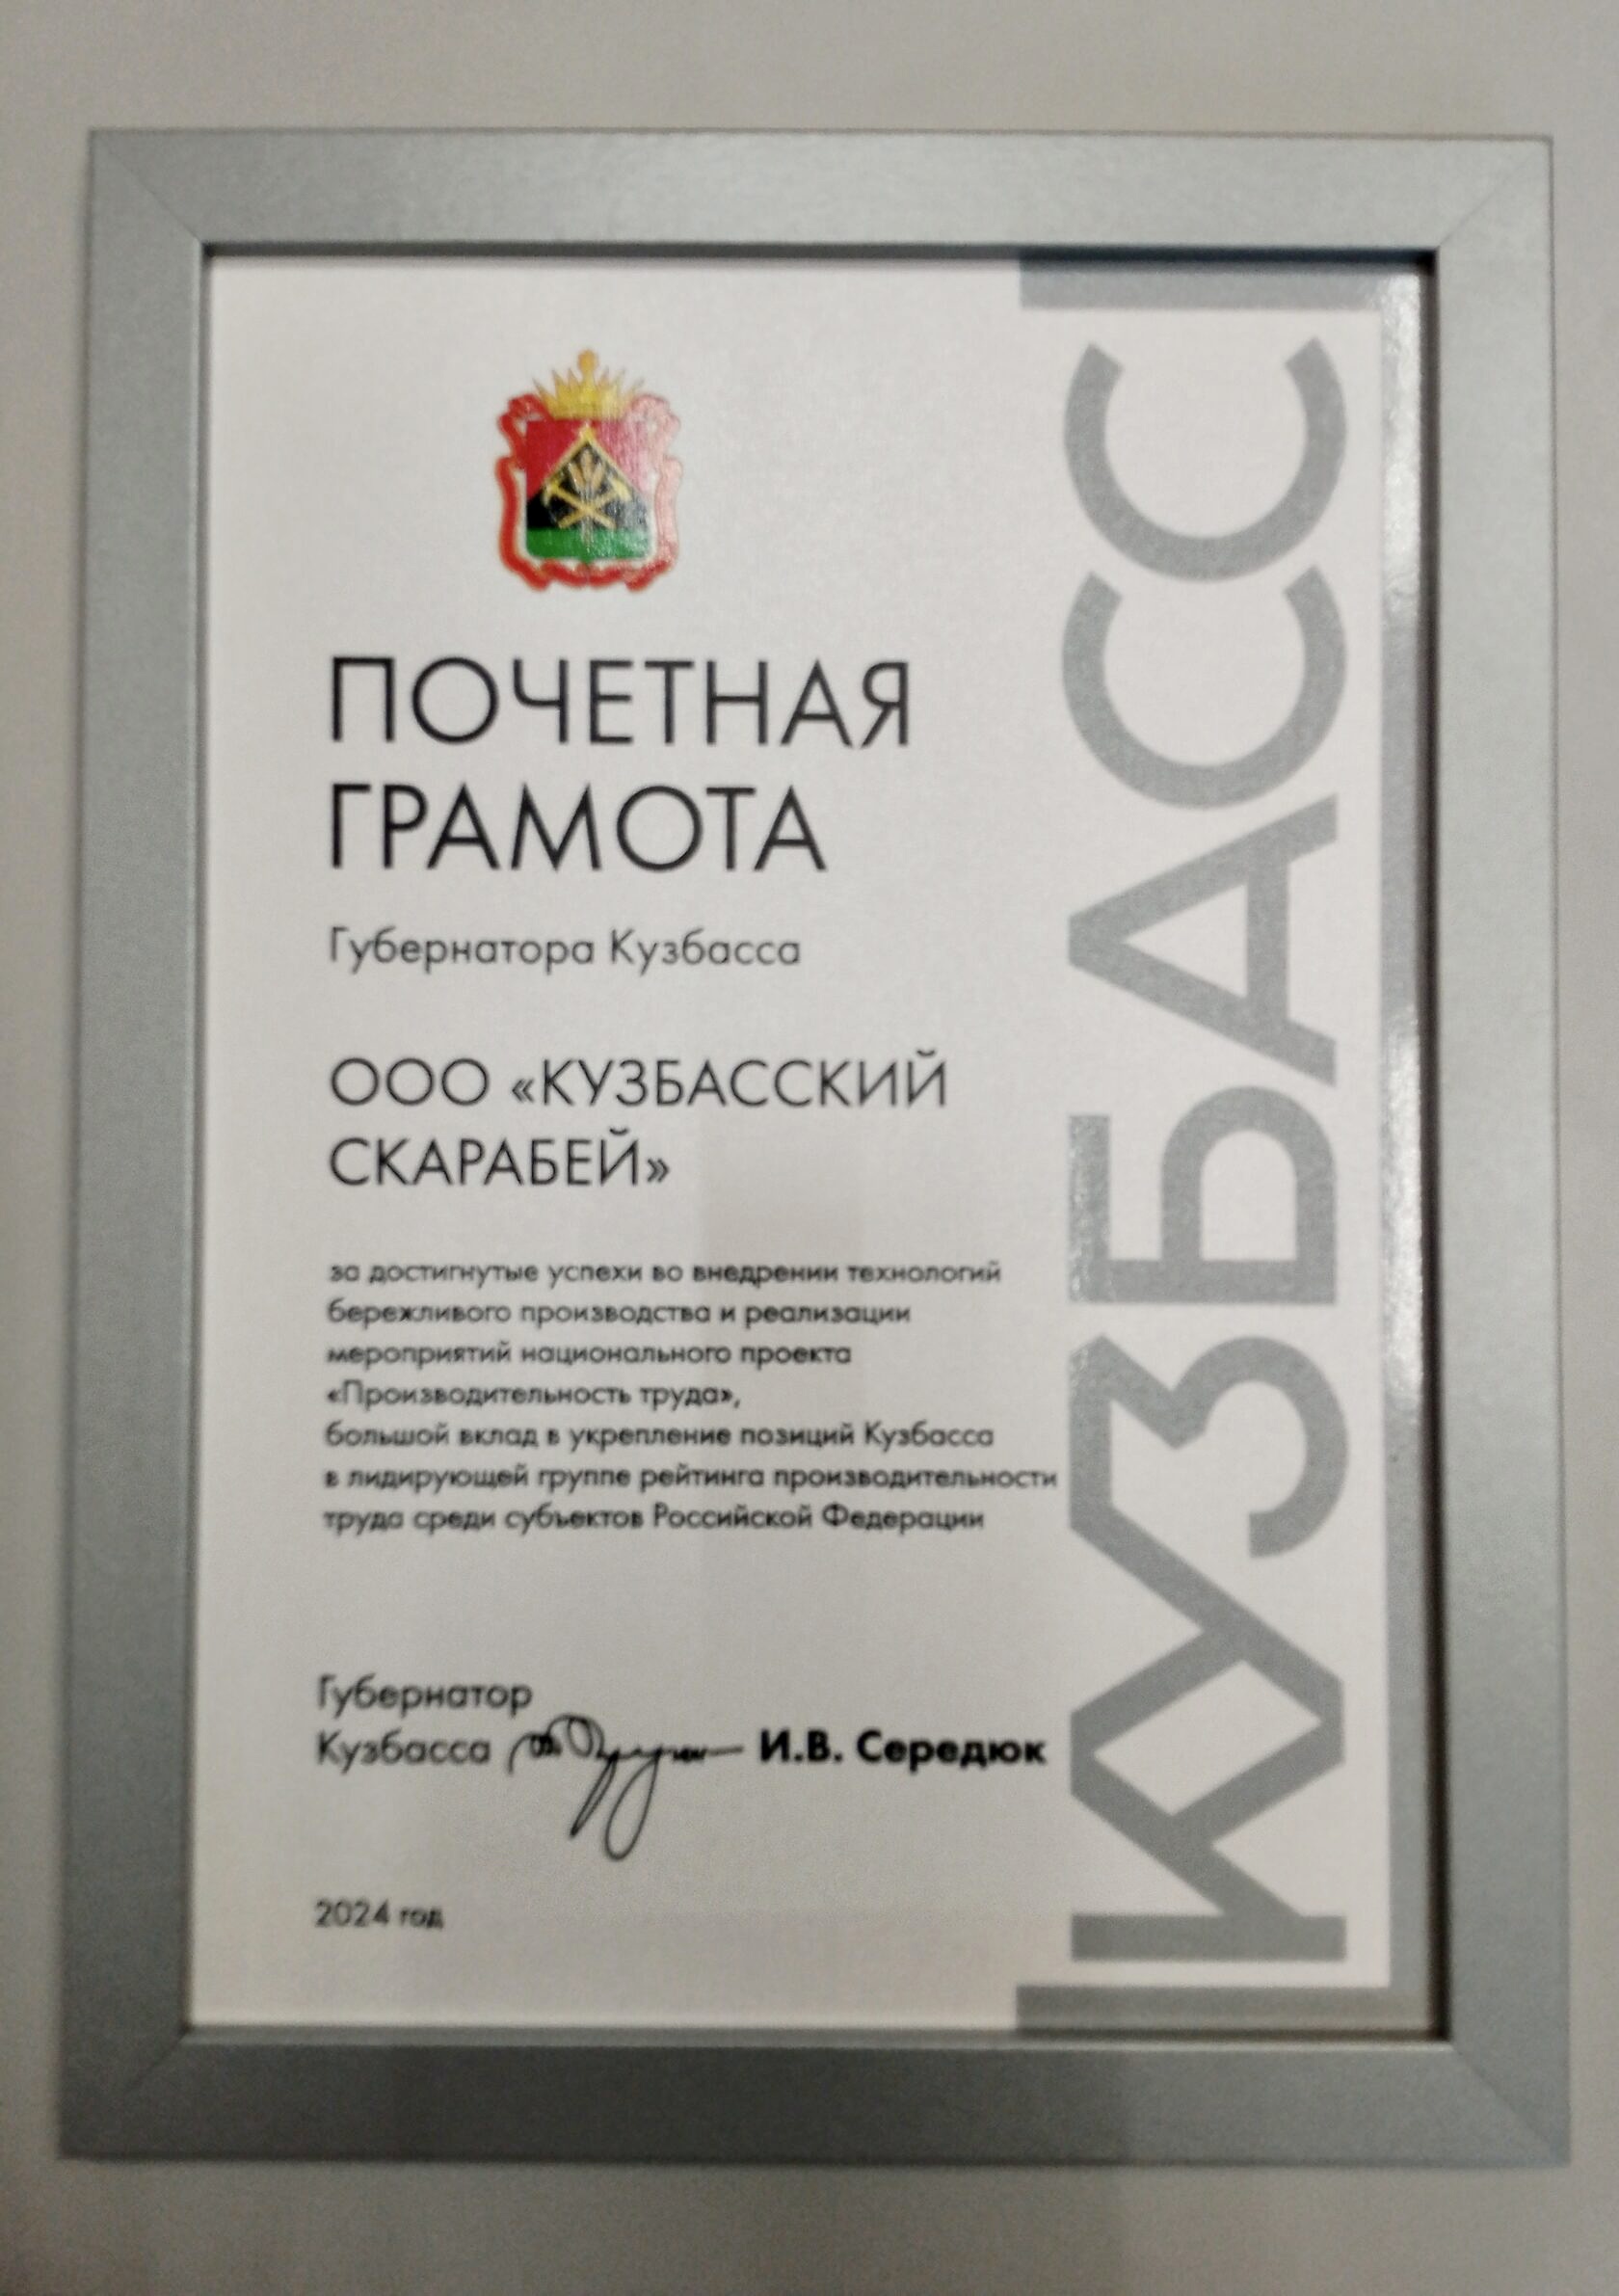 ПОЧЕТНАЯ
ГРАМОТА
Губернатора Кузбасса
ООО «КУЗБАССКИЙ
СКАРАБЕЙ»
за достигнутые успехи во внедрении технологий
бережливого производства и реализации
мероприятий национального проекта
«Производительность труда»,
большой вклад в укрепление позиций Кузбасса
в лидирующей группе рейтинга производительности
труда среди субъектов Российской Федерации
Губернатор
Кузбасса И.В. Середюк
2024 год
КУЗБАСС